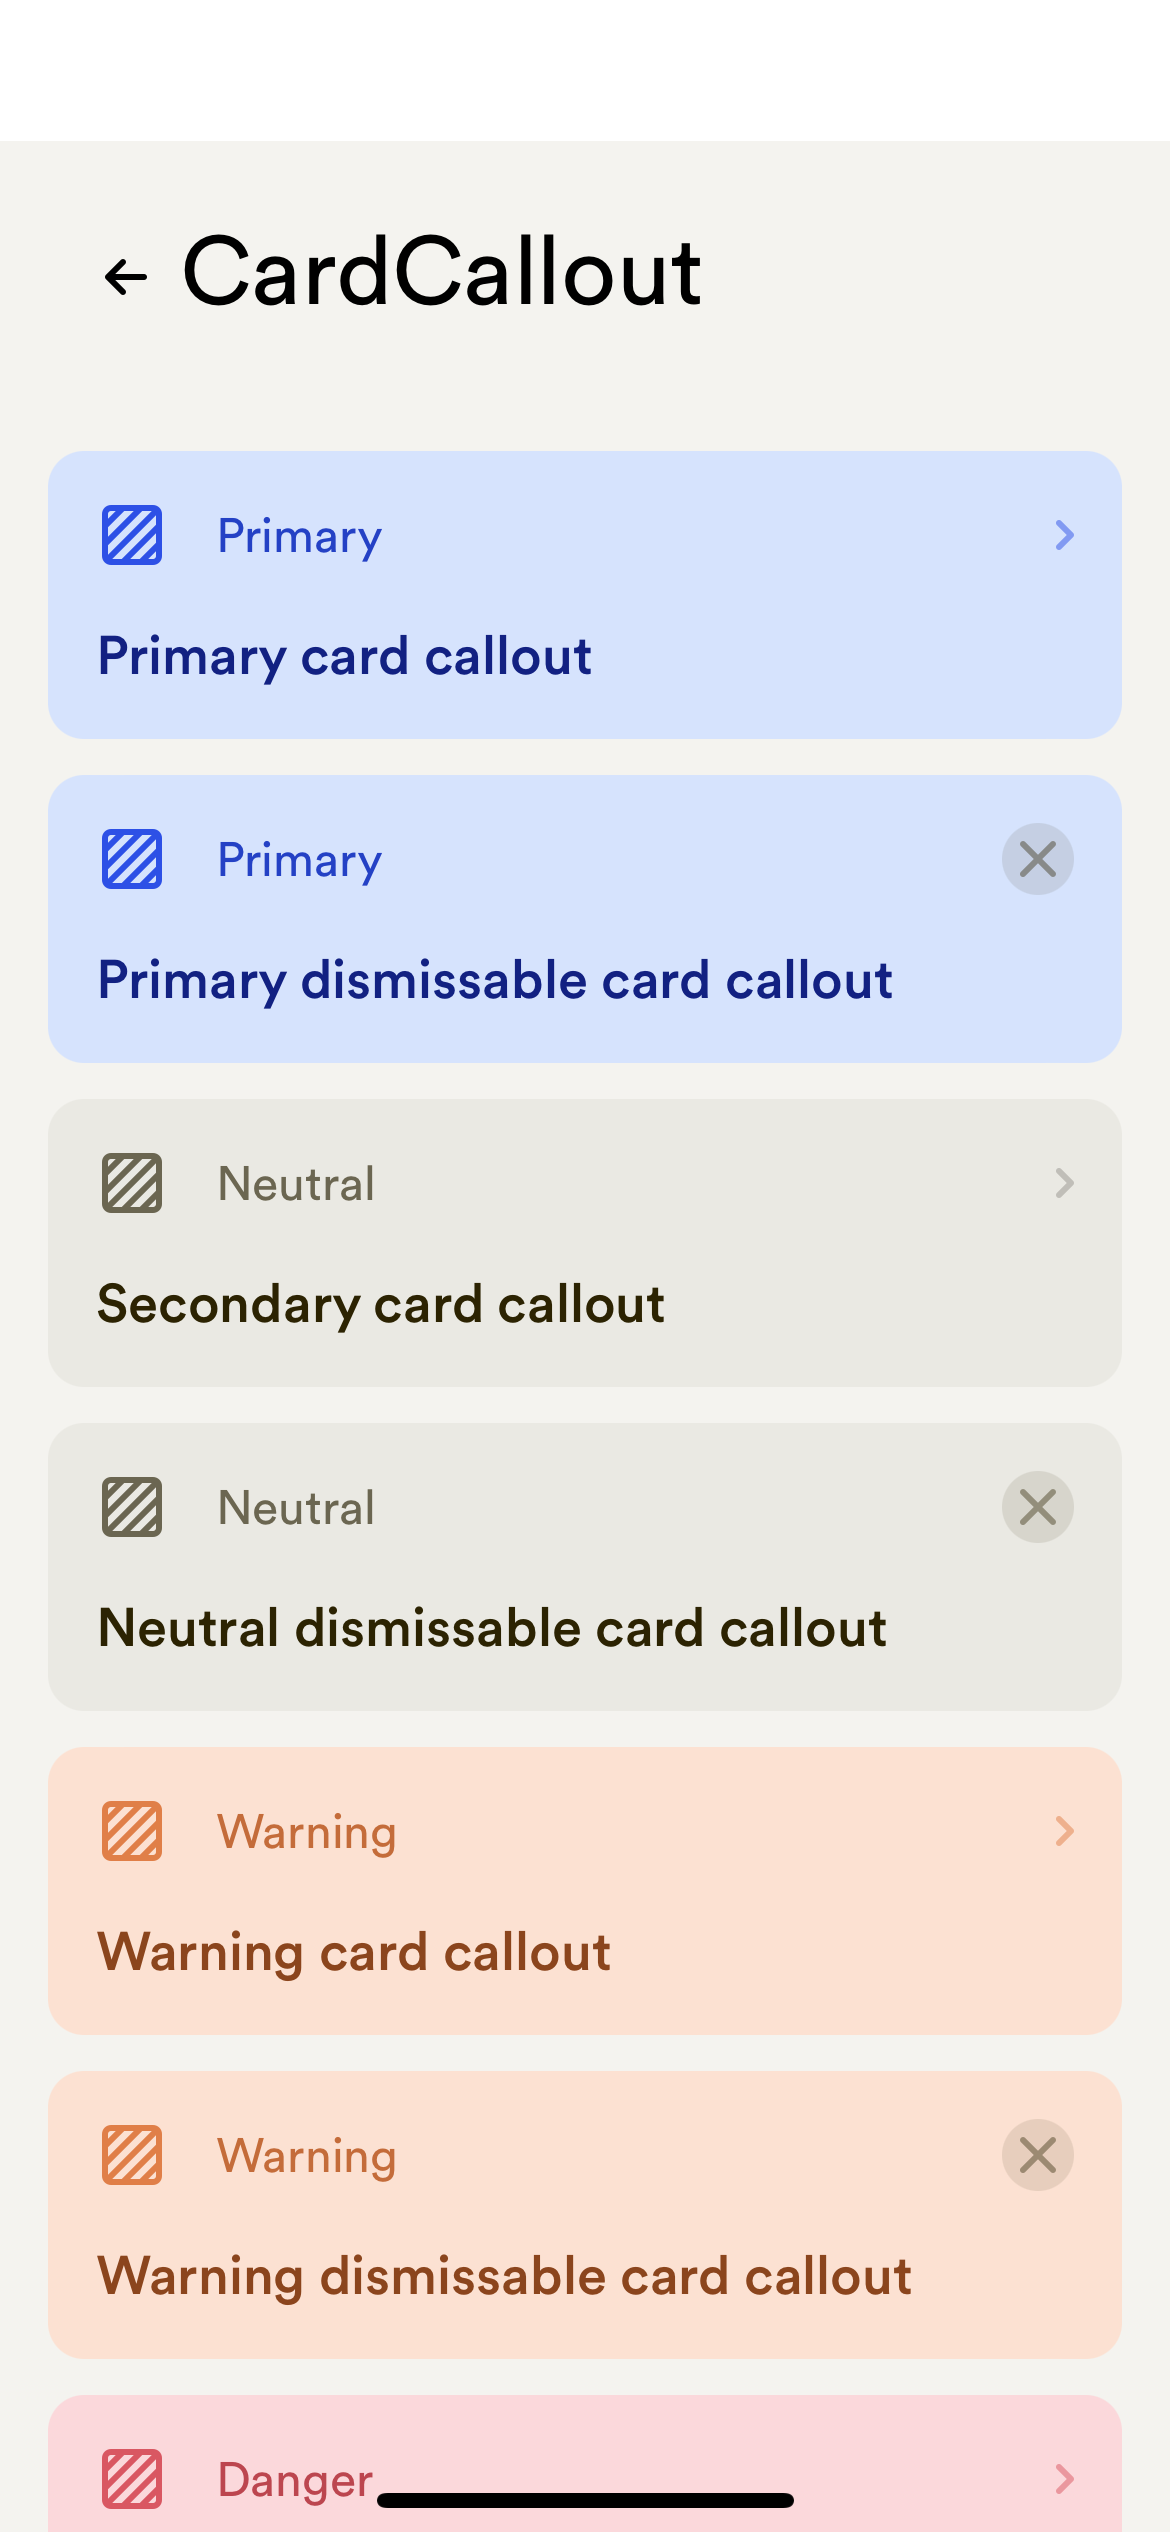 CardCallout
Primary
Primary card callout
Primary
Primary dismissable card callout
Neutral
Secondary card callout
Neutral
Neutral dismissable card callout
Warning
Warning card callout
Warning
Warning dismissable card callout
Danger